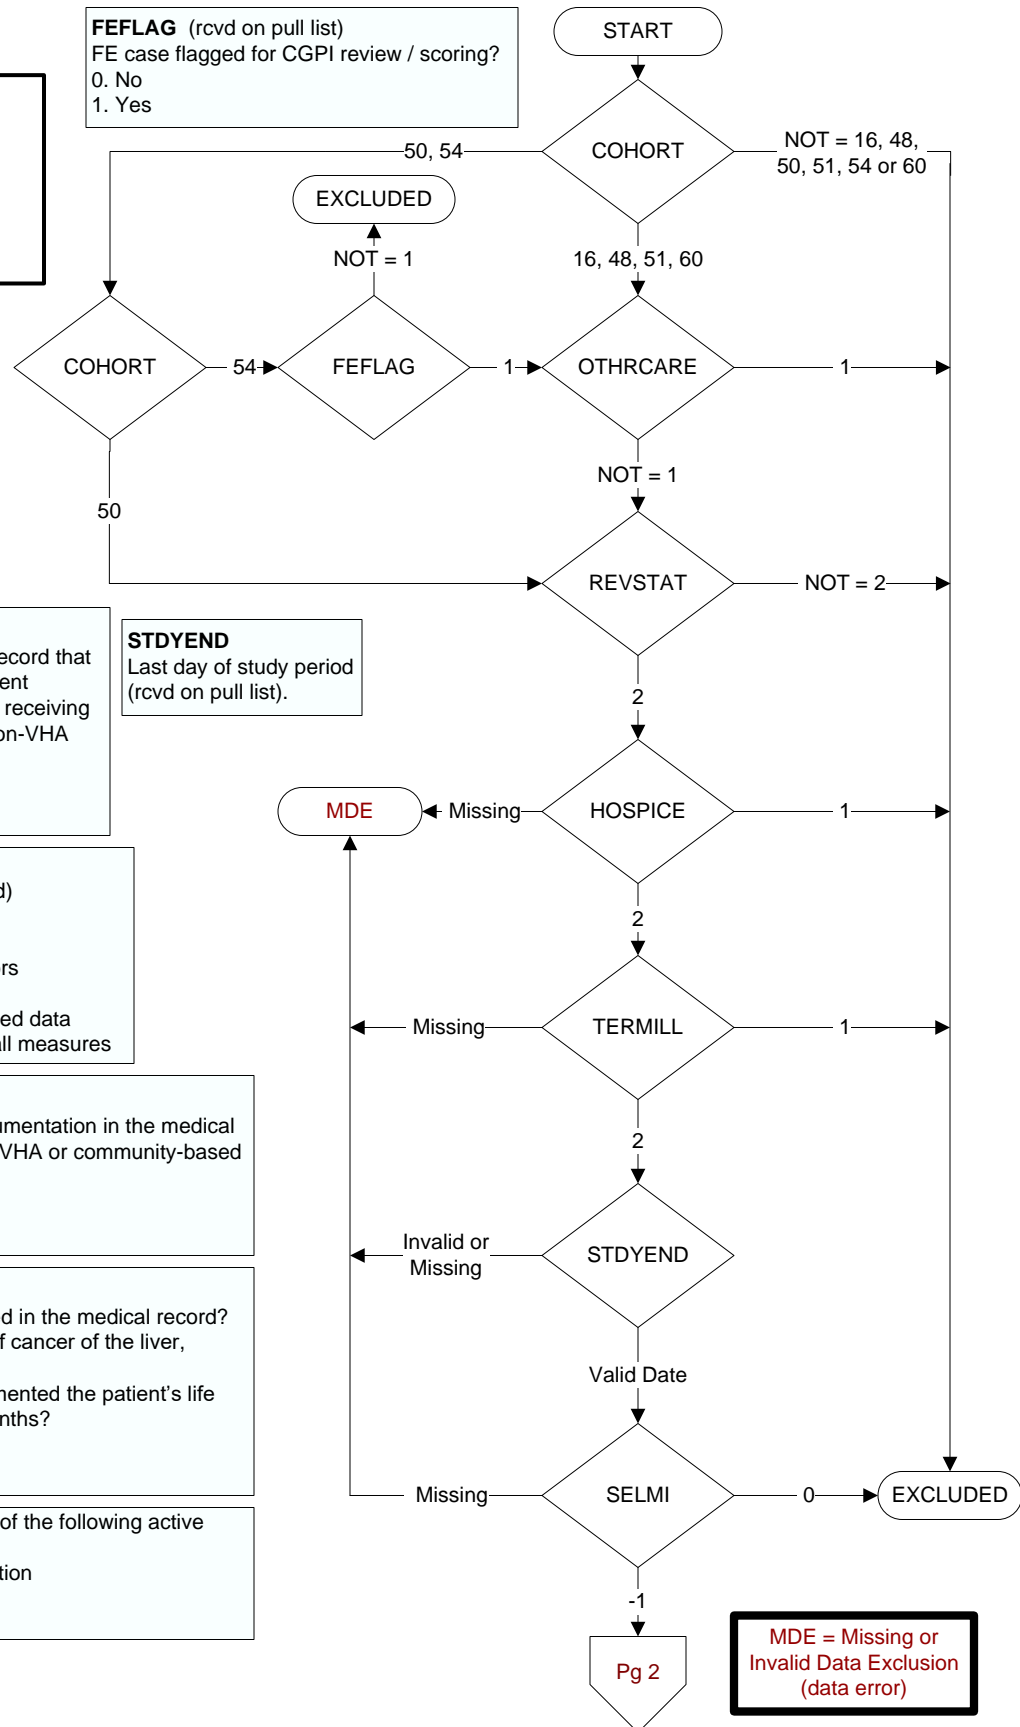 FEFLAG (rcvd on pull list)
FE case flagged for CGPI review / scoring?
0. No
1. Yes
START
COHORT
50, 54
NOT = 16, 48,
50, 51, 54 or 60
EXCLUDED
NOT = 1
16, 48, 51, 60
COHORT
54
FEFLAG
1
OTHRCARE
1
NOT = 1
50
REVSTAT
NOT = 2
ecord that
ent
receiving
on-VHA
STDYEND
Last day of study period
(rcvd on pull list).
2
MDE
Missing
HOSPICE
1
d)
ors
ed data
all measures
2
Missing
TERMILL
1
umentation in the medical
VHA or community-based
2
Invalid or
Missing
STDYEND
ed in the medical record?
f cancer of the liver,
mented the patient's life
nths?
Valid Date
Missing
SELMI
0
EXCLUDED
of the following active
tion
-1
Pg 2
MDE = Missing or
Invalid Data Exclusion
(data error)